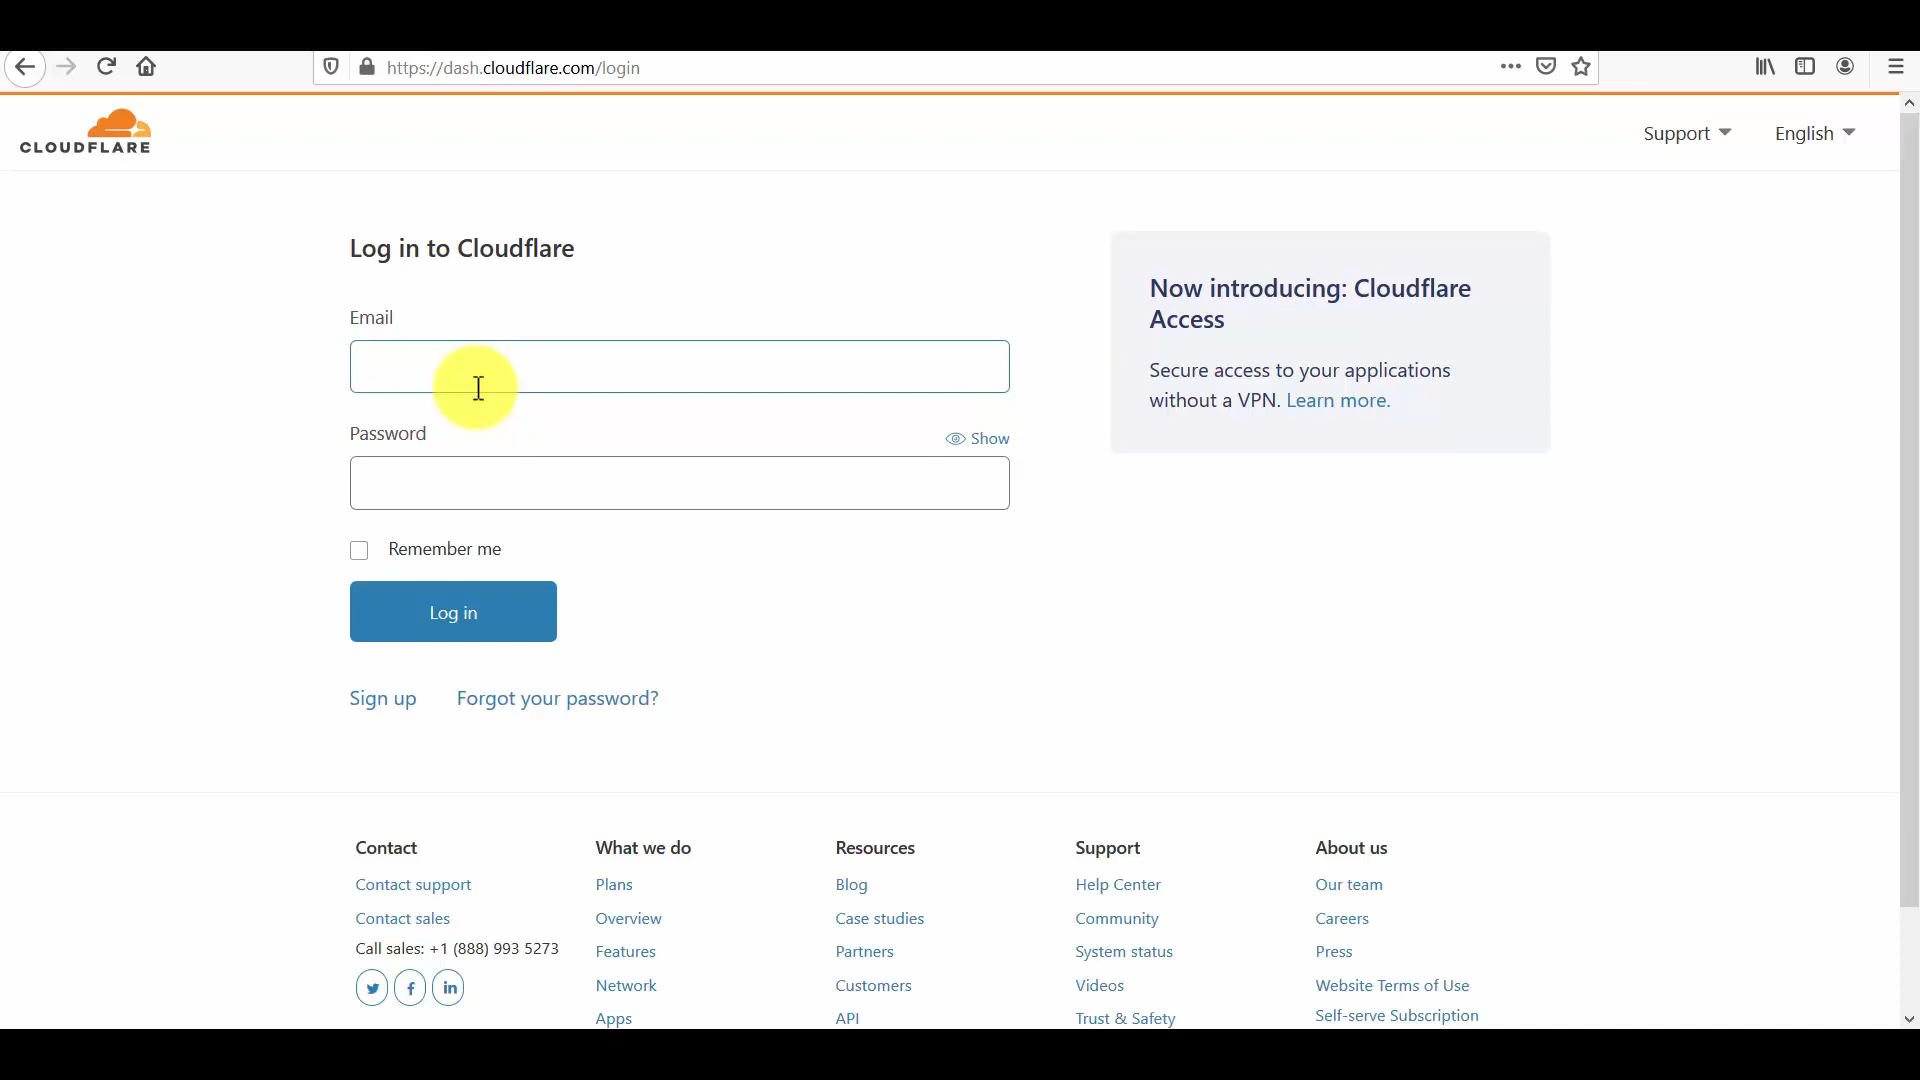 https://dash.cloudflare.com/login
CLOUDFLARE
Support
English
Log in to Cloudflare
Email
Password
Show
Remember me
Log in
Sign up
Forgot your password?
Now introducing: Cloudflare
Access
Secure access to your applications
without a VPN. Learn more.
Contact
Contact support
Contact sales
Call sales: +1 (888) 993 5273
What we do
Plans
Overview
Features
Network
Apps
Resources
Blog
Case studies
Partners
Customers
API
Support
Help Center
Community
System status
Videos
Trust & Safety
About us
Our team
Careers
Press
Website Terms of Use
Self-serve Subscription